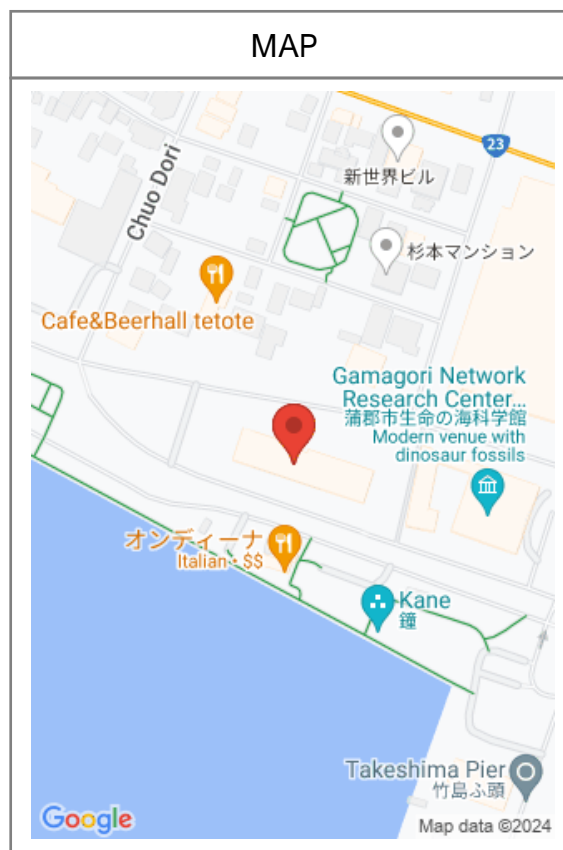 MAP
23
新世界ビル
Chuo Dori
杉本マンション
Cafe&Beerhall tetote
Gamagori Network
Research Center...
蒲郡市生命の海科学館
Modern venue with
dinosaur fossils
オンディーナ
Italian • $$
Kane
鐘
Takeshima Pier
竹島ふ頭
Google
Map data ©2024